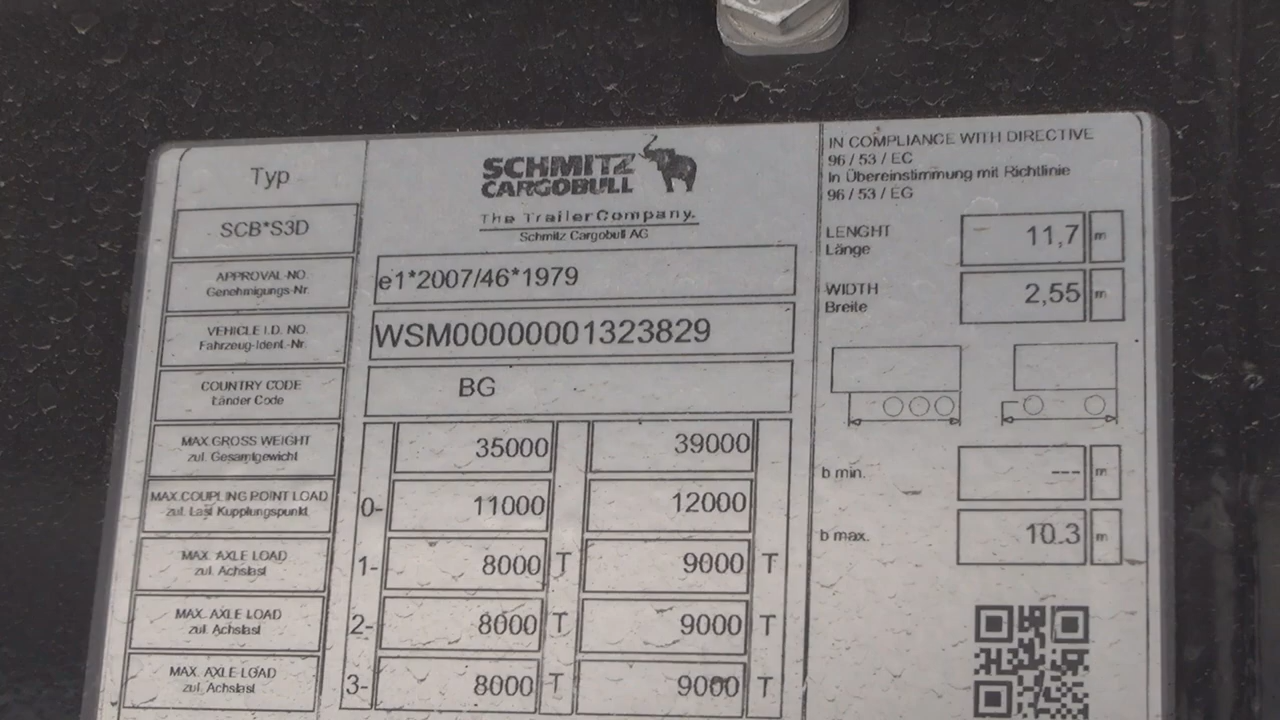 Typ
SCHMITZ
CARGOBULL
The Trailer Company.
Schmitz Cargobull AG
SCB*S3D
APPROVAL NO.
Genehmigungs-Nr.
e1*2007/46*1979
VEHICLE I.D. NO.
Fahrzeug-Ident.-Nr.
WSM00000001323829
COUNTRY CODE
Länder Code
BG
MAX.GROSS WEIGHT
zul. Gesamtgewicht
35000 39000
MAX.COUPLING POINT LOAD
zul. Last Kupplungspunkt
0- 11000 12000
MAX. AXLE LOAD
zul. Achslast
1- 8000 T 9000 T
MAX. AXLE LOAD
zul. Achslast
2- 8000 T 9000 T
MAX. AXLE LOAD
zul. Achslast
3- 8000 T 9000 T
IN COMPLIANCE WITH DIRECTIVE
96 / 53 / EC
In Übereinstimmung mit Richtlinie
96 / 53 / EG
LENGHT
Länge
11,7 m
WIDTH
Breite
2,55 m
b min. --- m
b max. 10.3 m